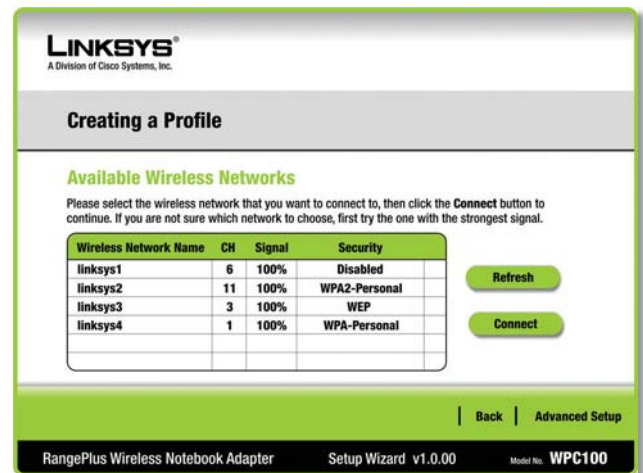 LINKSYS®
A Division of Cisco Systems, Inc.
Creating a Profile
Available Wireless Networks
Please select the wireless network that you want to connect to, then click the Connect button to
continue. If you are not sure which network to choose, first try the one with the strongest signal.
Wireless Network Name CH Signal Security
linksys1 6 100% Disabled
linksys2 11 100% WPA2-Personal
linksys3 3 100% WEP
linksys4 1 100% WPA-Personal
Refresh
Connect
Back Advanced Setup
RangePlus Wireless Notebook Adapter Setup Wizard v1.0.00 Model No. WPC100